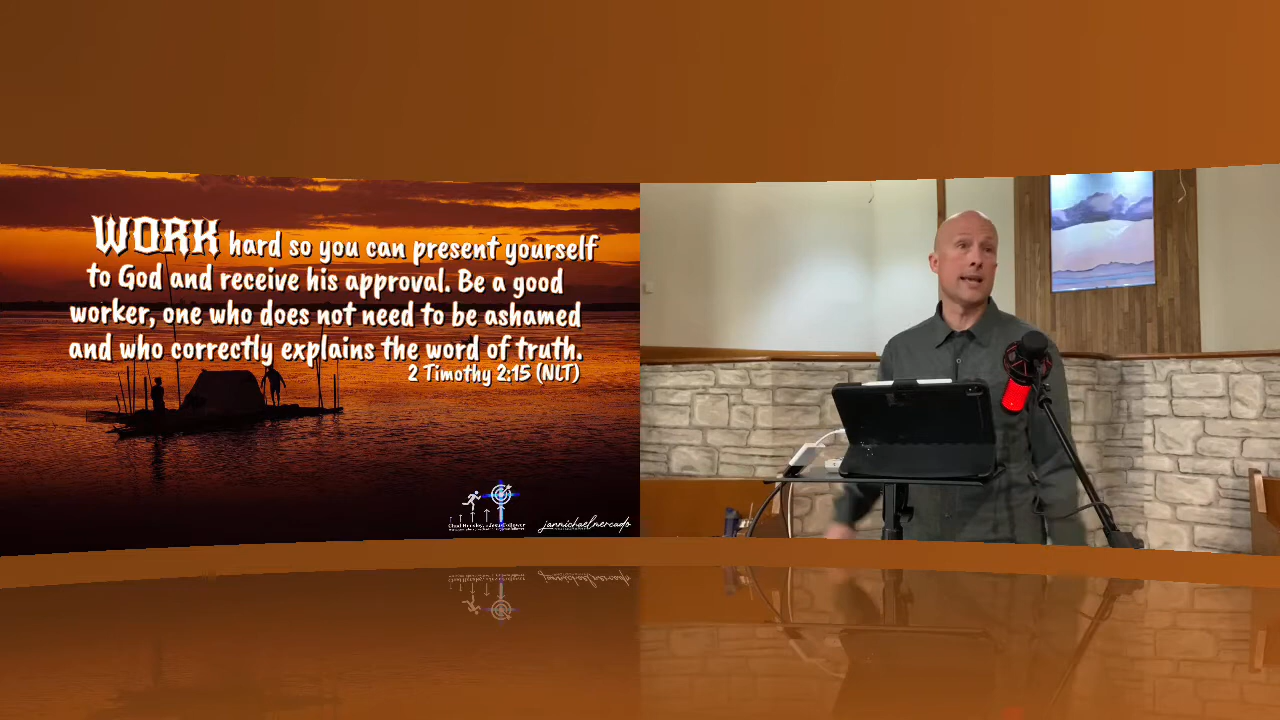 WORK hard so you can present yourself
to God and receive his approval. Be a good
worker, one who does not need to be ashamed
and who correctly explains the word of truth.
2 Timothy 2:15 (NLT)
janmichaelmercado